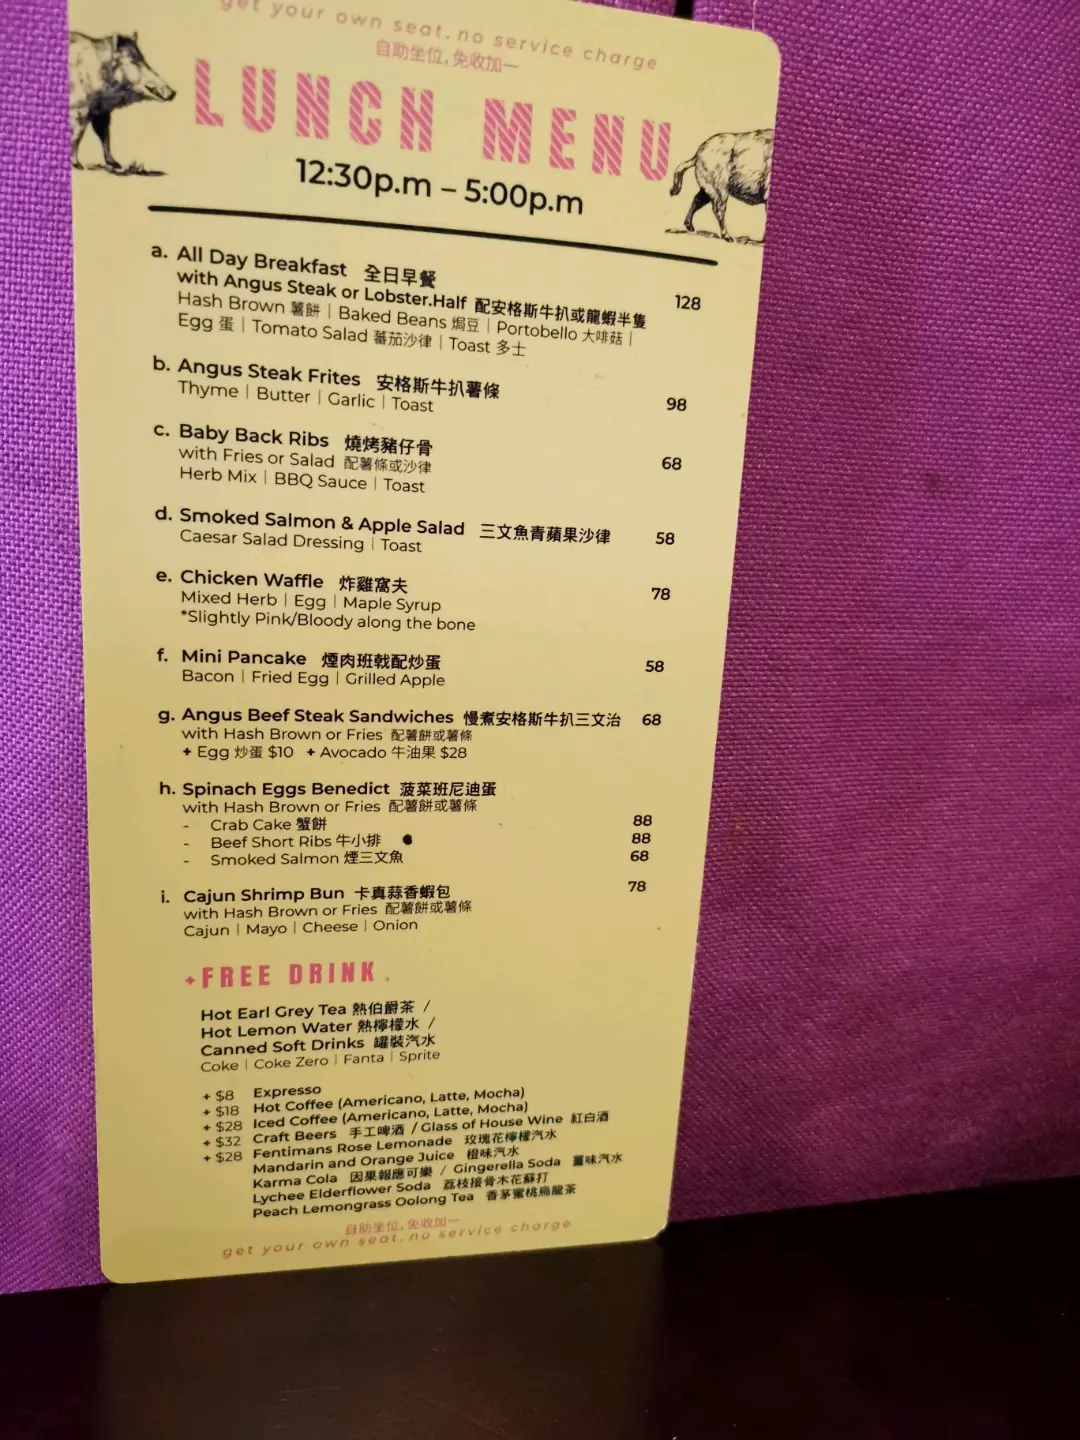 get your own seat. no service charge
自助坐位, 免收加一
LUNCH MENU
12:30p.m – 5:00p.m
a. All Day Breakfast 全日早餐 128
with Angus Steak or Lobster.Half 配安格斯牛扒或龍蝦半隻
Hash Brown 薯餅 | Baked Beans 焗豆 | Portobello 大啡菇 |
Egg 蛋 | Tomato Salad 蕃茄沙律 | Toast 多士
b. Angus Steak Frites 安格斯牛扒薯條 98
Thyme | Butter | Garlic | Toast
c. Baby Back Ribs 燒烤豬仔骨 68
with Fries or Salad 配薯條或沙律
Herb Mix | BBQ Sauce | Toast
d. Smoked Salmon & Apple Salad 三文魚青蘋果沙律 58
Caesar Salad Dressing | Toast
e. Chicken Waffle 炸雞窩夫 78
Mixed Herb | Egg | Maple Syrup
*Slightly Pink/Bloody along the bone
f. Mini Pancake 煙肉班戟配炒蛋 58
Bacon | Fried Egg | Grilled Apple
g. Angus Beef Steak Sandwiches 慢煮安格斯牛扒三文治 68
with Hash Brown or Fries 配薯餅或薯條
+ Egg 炒蛋 $10 + Avocado 牛油果 $28
h. Spinach Eggs Benedict 菠菜班尼迪蛋
with Hash Brown or Fries 配薯餅或薯條
- Crab Cake 蟹餅 88
- Beef Short Ribs 牛小排 88
- Smoked Salmon 煙三文魚 68
i. Cajun Shrimp Bun 卡真蒜香蝦包 78
with Hash Brown or Fries 配薯餅或薯條
Cajun | Mayo | Cheese | Onion
+FREE DRINK
Hot Earl Grey Tea 熱伯爵茶 /
Hot Lemon Water 熱檸檬水 /
Canned Soft Drinks 罐裝汽水
Coke | Coke Zero | Fanta | Sprite
+ $8 Expresso
+ $18 Hot Coffee (Americano, Latte, Mocha)
+ $28 Iced Coffee (Americano, Latte, Mocha)
+ $32 Craft Beers 手工啤酒 / Glass of House Wine 紅白酒
+ $28 Fentimans Rose Lemonade 玫瑰花檸檬汽水
Mandarin and Orange Juice 橙味汽水
Karma Cola 因果報應可樂 / Gingerella Soda 薑味汽水
Lychee Elderflower Soda 荔枝接骨木花蘇打
Peach Lemongrass Oolong Tea 香茅蜜桃烏龍茶
自助坐位, 免收加一
get your own seat. no service charge